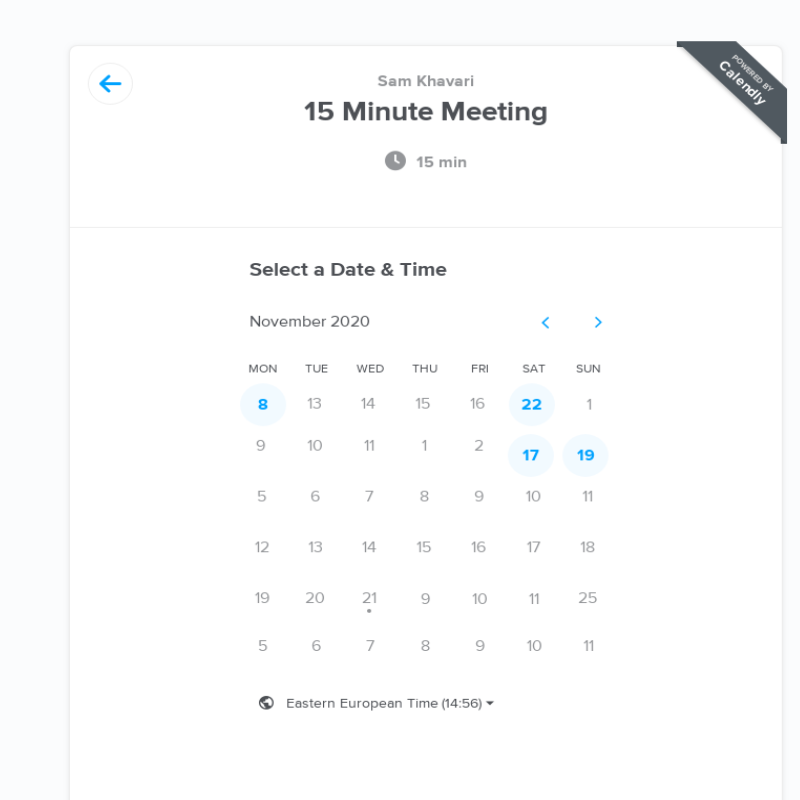 POWERED BY
Calendly
Sam Khavari
15 Minute Meeting
15 min
Select a Date & Time
November 2020
MON TUE WED THU FRI SAT SUN
8 13 14 15 16 22 1
9 10 11 1 2 17 19
5 6 7 8 9 10 11
12 13 14 15 16 17 18
19 20 21 9 10 11 25
5 6 7 8 9 10 11
Eastern European Time (14:56)